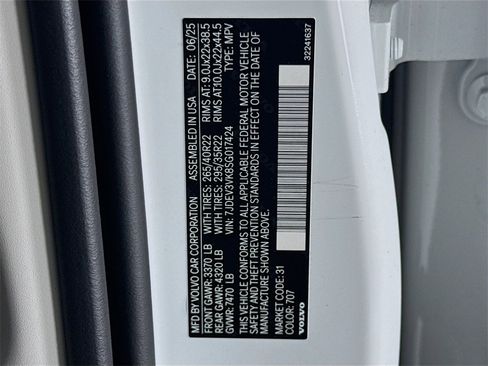 MFD BY VOLVO CAR CORPORATION ASSEMBLED IN USA DATE: 06/25
FRONT GAWR: 3370 LB WITH TIRES: 265/40R22 RIMS AT: 9.0Jx22x38.5
REAR GAWR: 4320 LB WITH TIRES: 295/35R22 RIMS AT: 10.0Jx22x44.5
GVWR: 7470 LB VIN: 7JDEV3VK8SG017424 TYPE: MPV
THIS VEHICLE CONFORMS TO ALL APPLICABLE FEDERAL MOTOR VEHICLE
SAFETY AND THEFT PREVENTION STANDARDS IN EFFECT ON THE DATE OF
MANUFACTURE SHOWN ABOVE.
MARKET CODE: 31
COLOR: 707
VOLVO 32241637